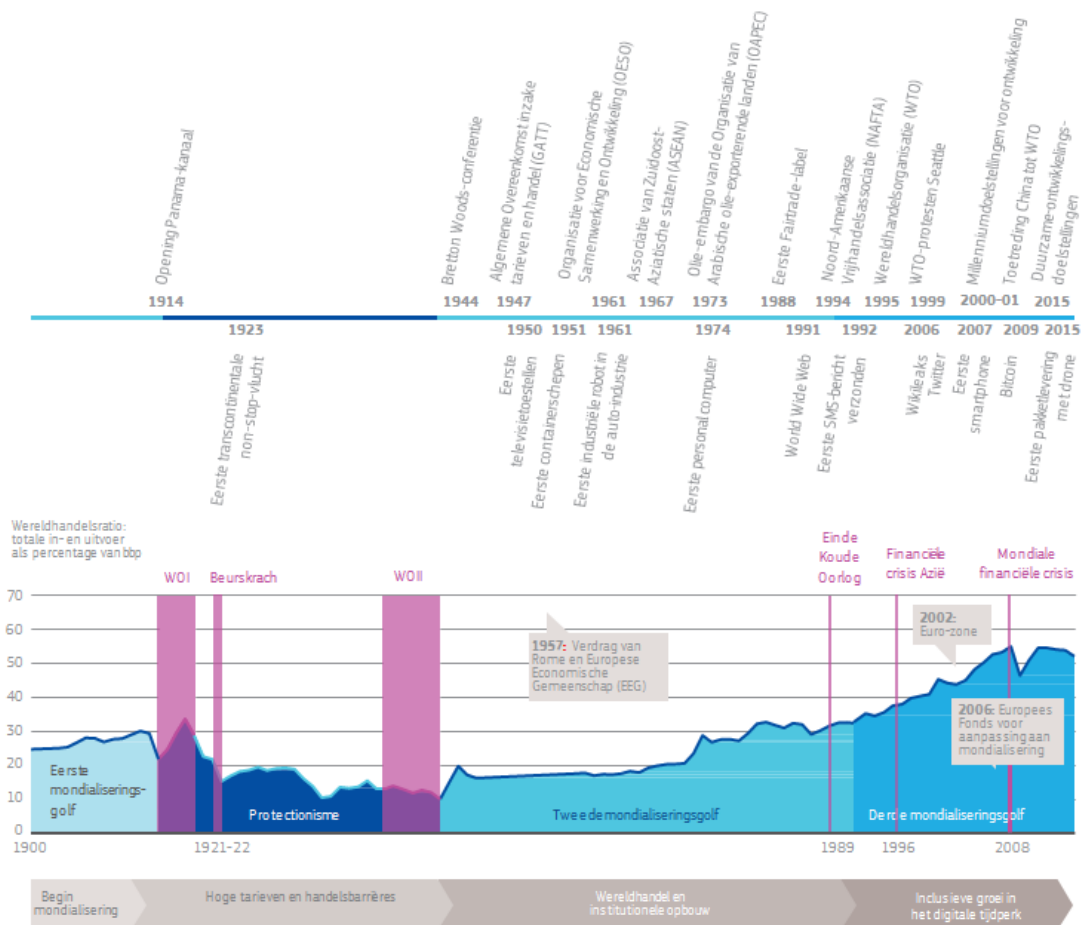 Opening Panama-kanaal
Bretton Woods-conferentie
Algemene Overeenkomst inzake
tarieven en handel (GATT)
Organisatie voor Economische
Samenwerking en Ontwikkeling (OESO)
Associatie van Zuidoost-
Aziatische staten (ASEAN)
Olie-embargo van de Organisatie van
Arabische olie-exporterende landen (OAPEC)
Eerste Fairtrade-label
Noord-Amerikaanse
Vrijhandelsassociatie (NAFTA)
Wereldhandelsorganisatie (WTO)
WTO-protesten Seattle
Millenniumdoelstellingen voor ontwikkeling
Toetreding China tot WTO
Duurzame-ontwikkelings-
doelstellingen
1914 1944 1947 1961 1967 1973 1988 1994 1995 1999 2000-01 2015
1923 1950 1951 1961 1974 1991 1992 2006 2007 2009 2015
Eerste transcontinentale
non-stop-vlucht
Eerste
televisietoestellen
Eerste containerschepen
Eerste industriële robot in
de auto-industrie
Eerste personal computer
World Wide Web
Eerste SMS-bericht
verzonden
Wikileaks
Twitter
Eerste
smartphone
Bitcoin
Eerste pakketlevering
met drone
Wereldhandelsratio:
totale in- en uitvoer
als percentage van bbp
WOI
Beurskrach
WOII
Einde
Koude
Oorlog
Financiële
crisis Azië
Mondiale
financiële crisis
70
60
50
40
30
20
10
0
1957: Verdrag van
Rome en Europese
Economische
Gemeenschap (EEG)
2002:
Euro-zone
2006: Europees
Fonds voor
aanpassing aan
mondialisering
Eerste
mondialiserings-
golf
Protectionisme
Tweede mondialiseringsgolf
Derde mondialiseringsgolf
1900 1921-22 1989 1996 2008
Begin
mondialisering
Hoge tarieven en handelsbarrières
Wereldhandel en
institutionele opbouw
Inclusieve groei in
het digitale tijdperk